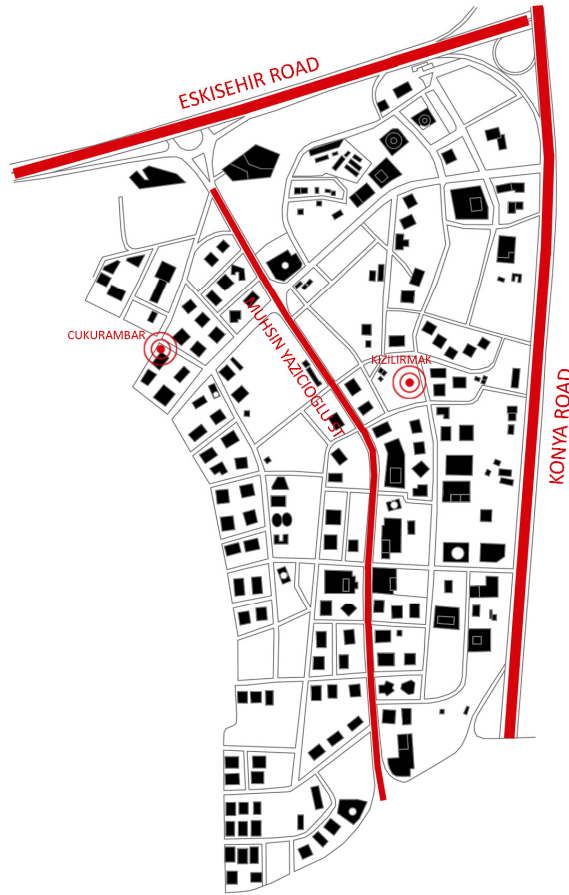 ESKISEHIR ROAD
CUKURAMBAR
MUHSIN YAZICIOGLU ST
KIZILIRMAK
KONYA ROAD